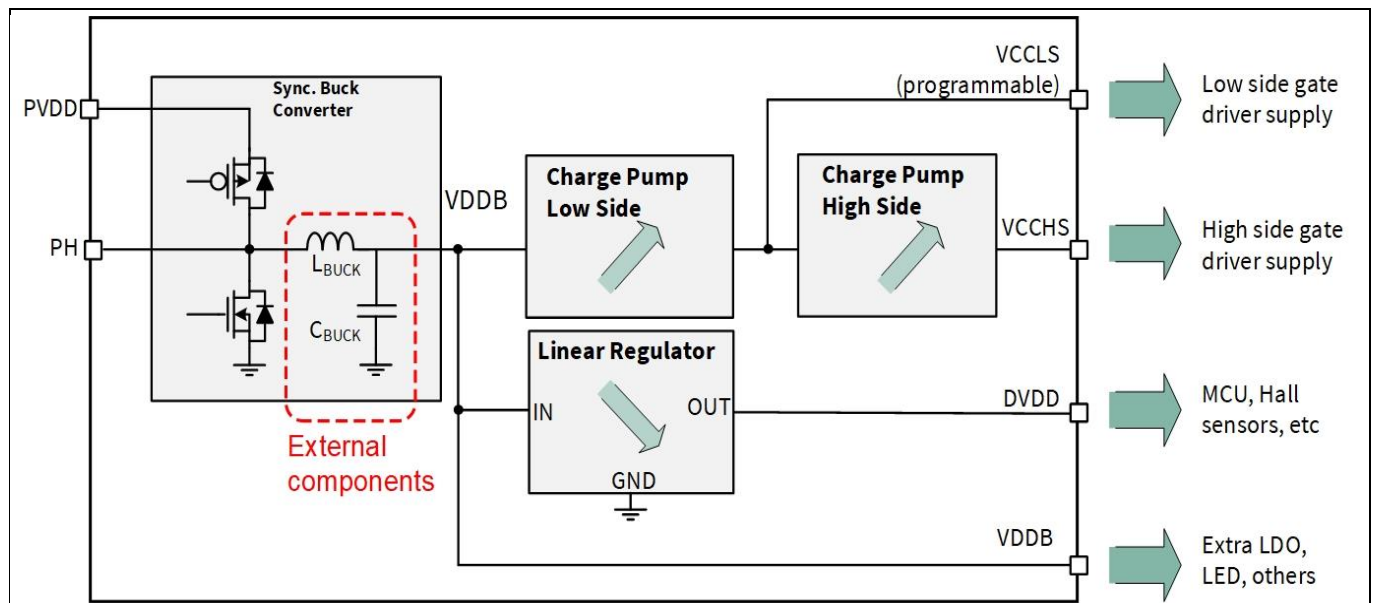 Sync. Buck
Converter
PVDD
PH
VDDB
LBUCK
CBUCK
External
components
Charge Pump
Low Side
Charge Pump
High Side
Linear Regulator
IN
OUT
GND
VCCLS
(programmable)
VCCHS
DVDD
VDDB
Low side gate
driver supply
High side gate
driver supply
MCU, Hall
sensors, etc
Extra LDO,
LED, others